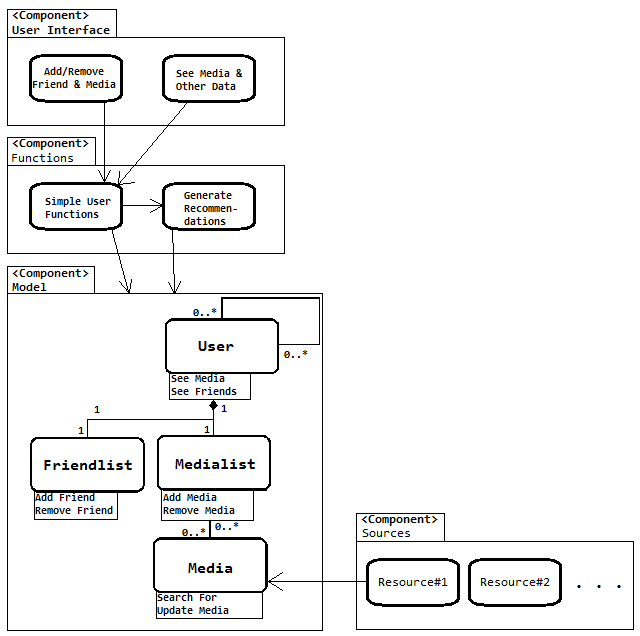 <Component>
User Interface
Add/Remove
Friend & Media
See Media &
Other Data
<Component>
Functions
Simple User
Functions
Generate
Recommen-
dations
<Component>
Model
0..*
User
0..*
See Media
See Friends
1
1
1
1
Friendlist
Medialist
Add Friend
Remove Friend
Add Media
Remove Media
0..*
0..*
Media
Search For
Update Media
<Component>
Sources
Resource#1
Resource#2
. . .